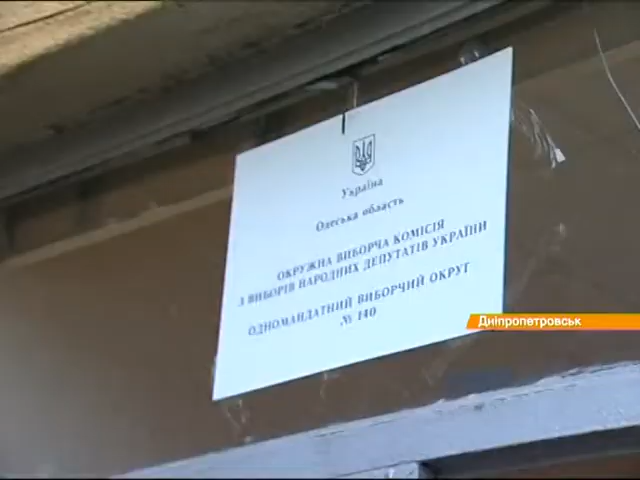 Україна
Одеська область
ОКРУЖНА ВИБОРЧА КОМІСІЯ
З ВИБОРІВ НАРОДНИХ ДЕПУТАТІВ УКРАЇНИ
ОДНОМАНДАТНИЙ ВИБОРЧИЙ ОКРУГ
№ 140
Дніпропетровськ